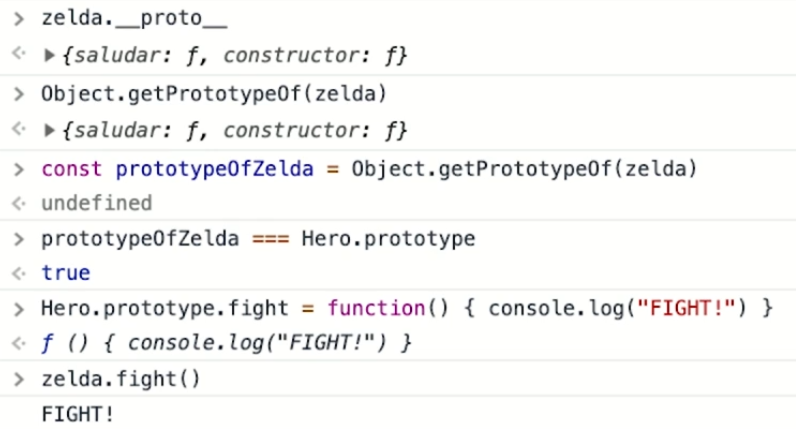 > zelda.__proto__
<· ▶{saludar: ƒ, constructor: ƒ}
> Object.getPrototypeOf(zelda)
<· ▶{saludar: ƒ, constructor: ƒ}
> const prototypeOfZelda = Object.getPrototypeOf(zelda)
<· undefined
> prototypeOfZelda === Hero.prototype
<· true
> Hero.prototype.fight = function() { console.log("FIGHT!") }
<· ƒ () { console.log("FIGHT!") }
> zelda.fight()
FIGHT!